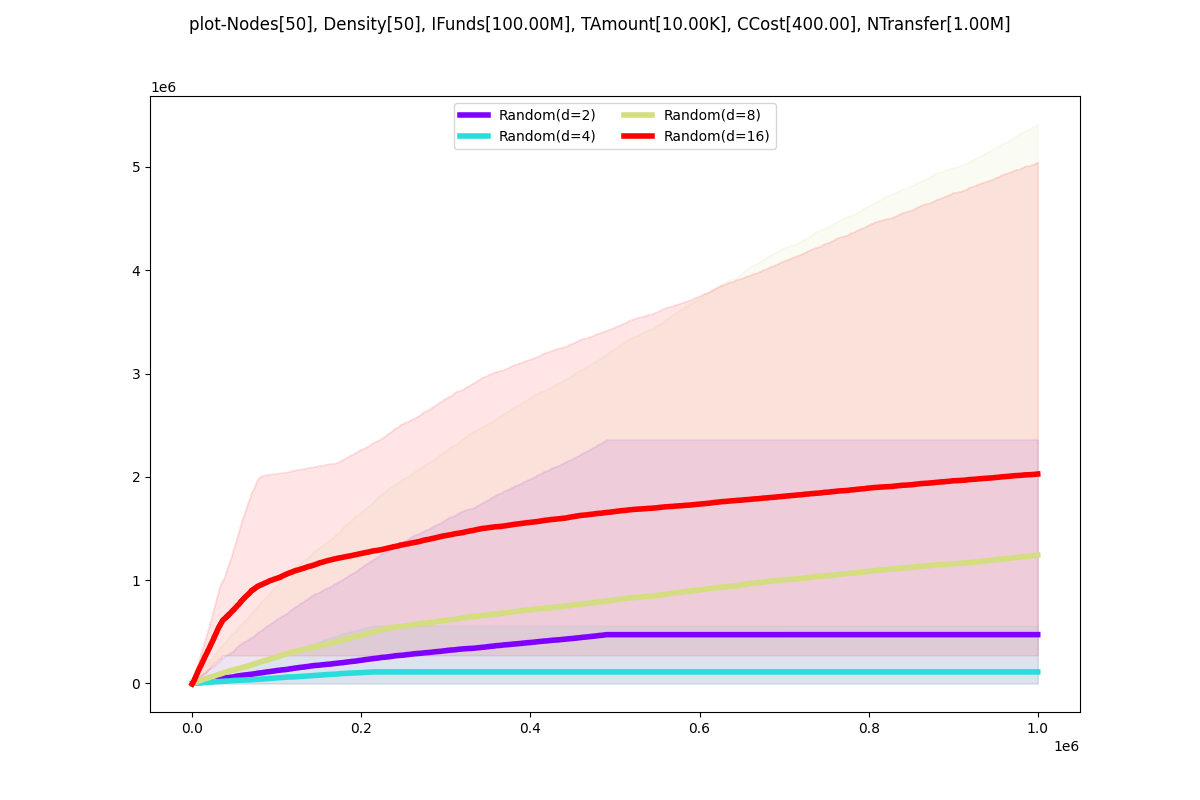 plot-Nodes[50], Density[50], IFunds[100.00M], TAmount[10.00K], CCost[400.00], NTransfer[1.00M]
1e6
Random(d=2) Random(d=8)
Random(d=4) Random(d=16)
5
4
3
2
1
0
0.0 0.2 0.4 0.6 0.8 1.0
1e6